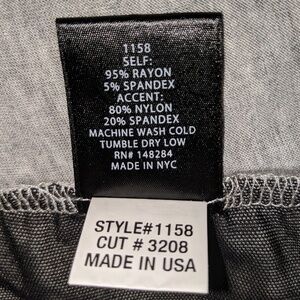 1158
SELF:
95% RAYON
5% SPANDEX
ACCENT:
80% NYLON
20% SPANDEX
MACHINE WASH COLD
TUMBLE DRY LOW
RN# 148284
MADE IN NYC
STYLE#1158
CUT # 3208
MADE IN USA